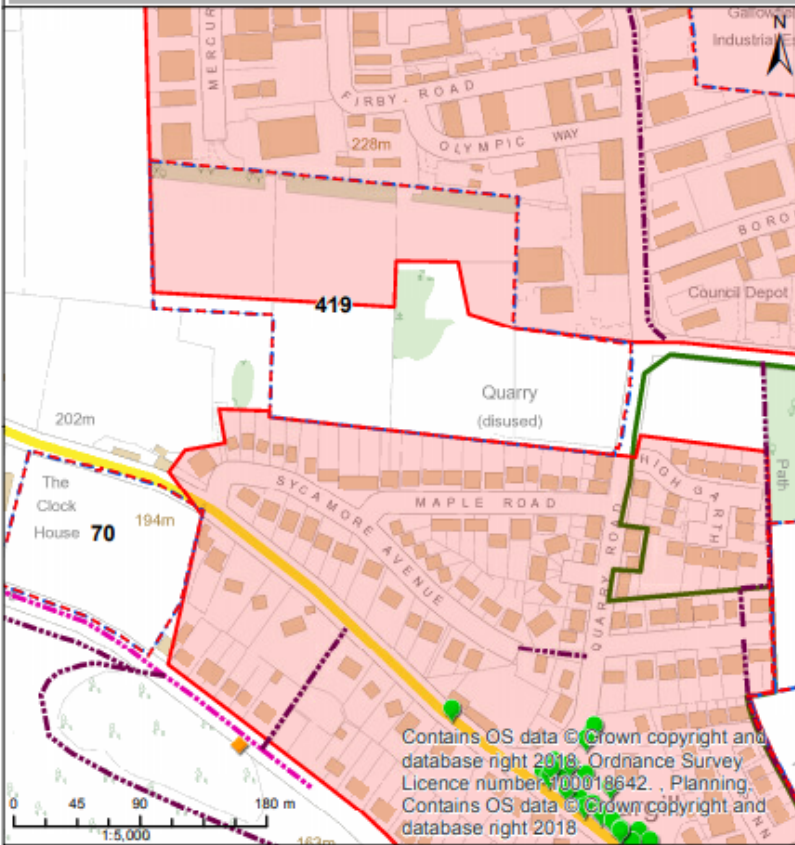 Gallowfiel
Industrial Es
N
MERCUR
FIRBY ROAD
OLYMPIC WAY
228m
BORO
Council Depot
419
Quarry
(disused)
202m
The
Clock
House
70
194m
SYCAMORE AVENUE
MAPLE ROAD
HIGH GARTH
Path
QUARRY ROAD
Contains OS data © Crown copyright and
database right 2018. Ordnance Survey
Licence number 100018642. , Planning.
Contains OS data © Crown copyright and
database right 2018
0 45 90 180 m
1:5,000
163m